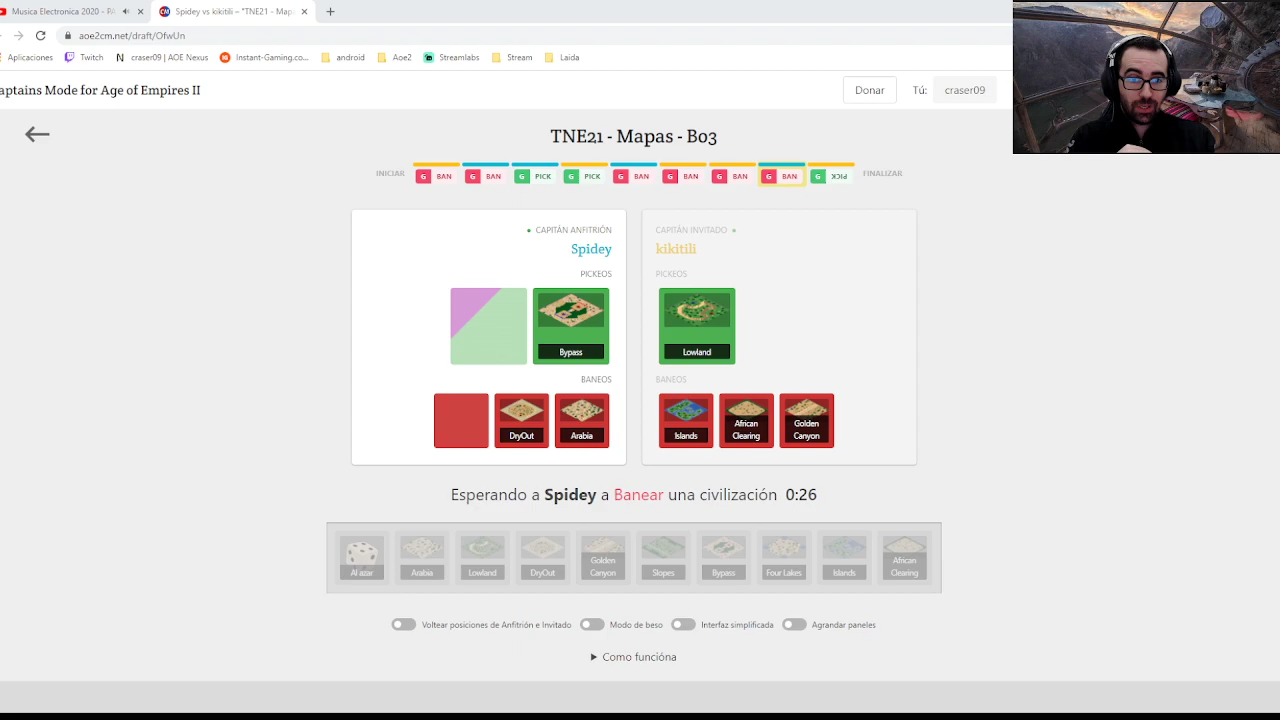 Musica Electronica 2020 - PA
Spidey vs kikitili – "TNE21 - Map
aoe2cm.net/draft/OfwUn
Aplicaciones
Twitch
craser09 | AOE Nexus
Instant-Gaming.co...
android
Aoe2
Streamlabs
Stream
Laida
aptains Mode for Age of Empires II
Donar
Tú:
craser09
TNE21 - Mapas - Bo3
INICIAR
G BAN
G BAN
G PICK
G PICK
G BAN
G BAN
G BAN
G BAN
G PICK
FINALIZAR
CAPITÁN ANFITRIÓN
Spidey
PICKEOS
Bypass
BANEOS
DryOut
Arabia
CAPITÁN INVITADO
kikitili
PICKEOS
Lowland
BANEOS
Islands
African
Clearing
Golden
Canyon
Esperando a Spidey a Banear una civilización 0:26
Al azar
Arabia
Lowland
DryOut
Golden
Canyon
Slopes
Bypass
Four Lakes
Islands
African
Clearing
Voltear posiciones de Anfitrión e Invitado
Modo de beso
Interfaz simplificada
Agrandar paneles
Como funcióna